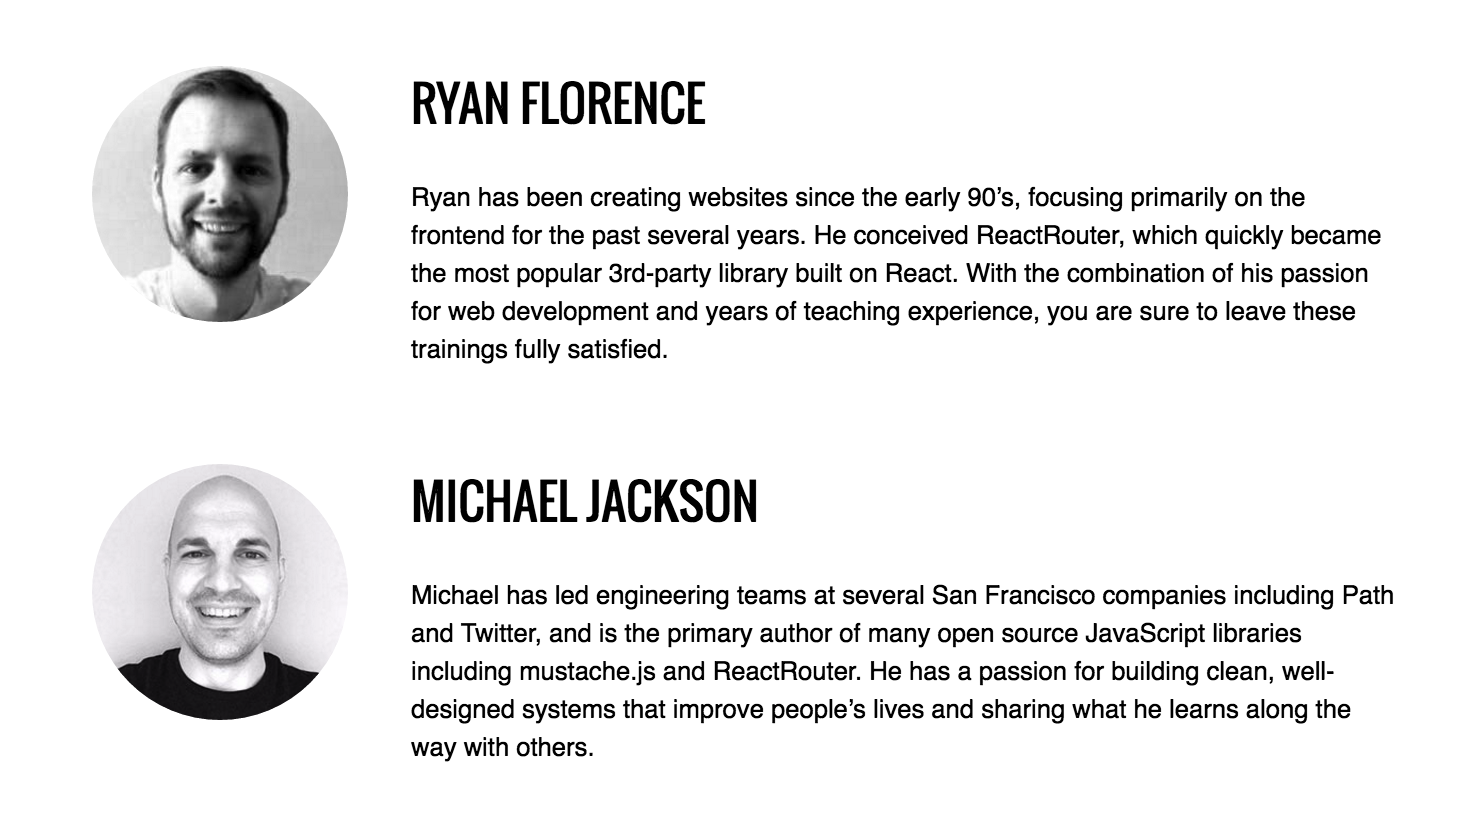 RYAN FLORENCE
Ryan has been creating websites since the early 90’s, focusing primarily on the
frontend for the past several years. He conceived ReactRouter, which quickly became
the most popular 3rd-party library built on React. With the combination of his passion
for web development and years of teaching experience, you are sure to leave these
trainings fully satisfied.
MICHAEL JACKSON
Michael has led engineering teams at several San Francisco companies including Path
and Twitter, and is the primary author of many open source JavaScript libraries
including mustache.js and ReactRouter. He has a passion for building clean, well-
designed systems that improve people’s lives and sharing what he learns along the
way with others.